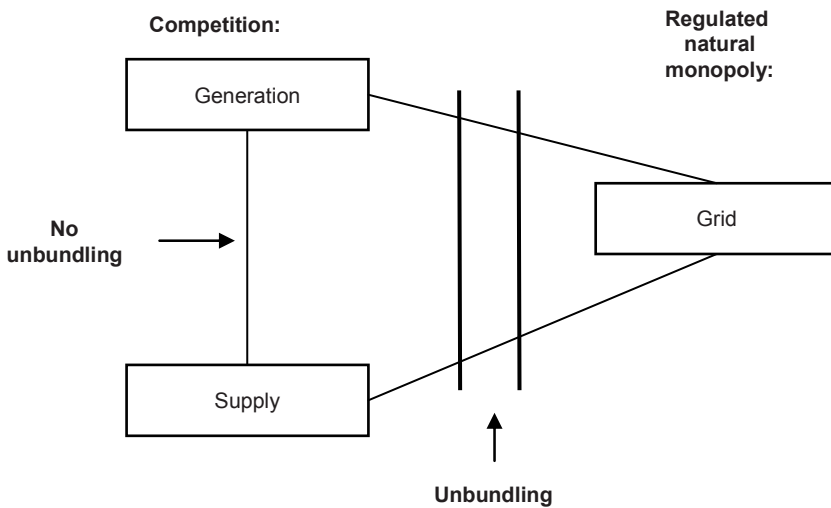 Competition:
Regulated
natural
monopoly:
Generation
Grid
No
unbundling
Supply
Unbundling